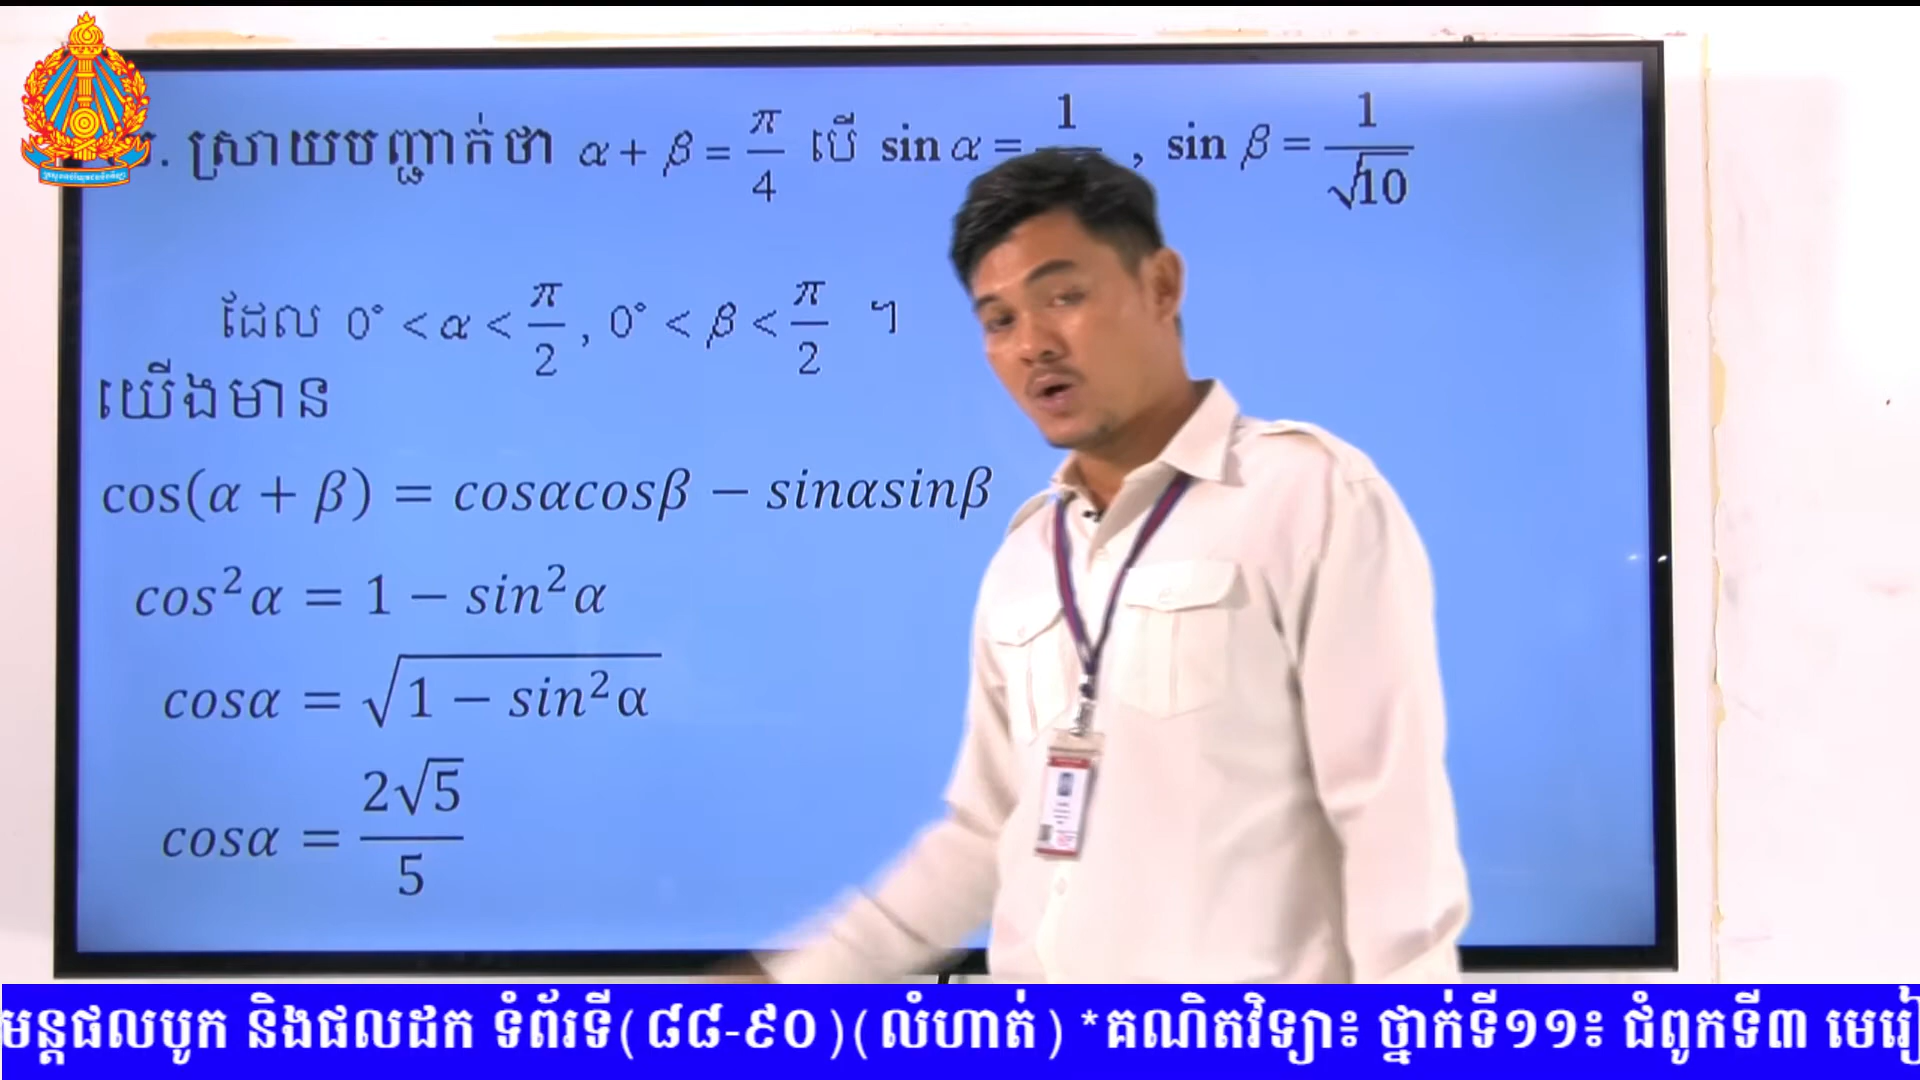 . ស្រាយបញ្ជាក់ថា α + β = π/4 បើ sin α = 1 , sin β = 1/√10
ដែល 0° < α < π/2 , 0° < β < π/2 ។
យើងមាន
cos(α + β) = cosαcosβ − sinαsinβ
cos²α = 1 − sin²α
cosα = √(1 − sin²α)
cosα = 2√5/5
មន្តផលបូក និងផលដក ទំព័រទី(៨៨-៩០)(លំហាត់) *គណិតវិទ្យា៖ ថ្នាក់ទី១១៖ ជំពូកទី៣ មេរៀ